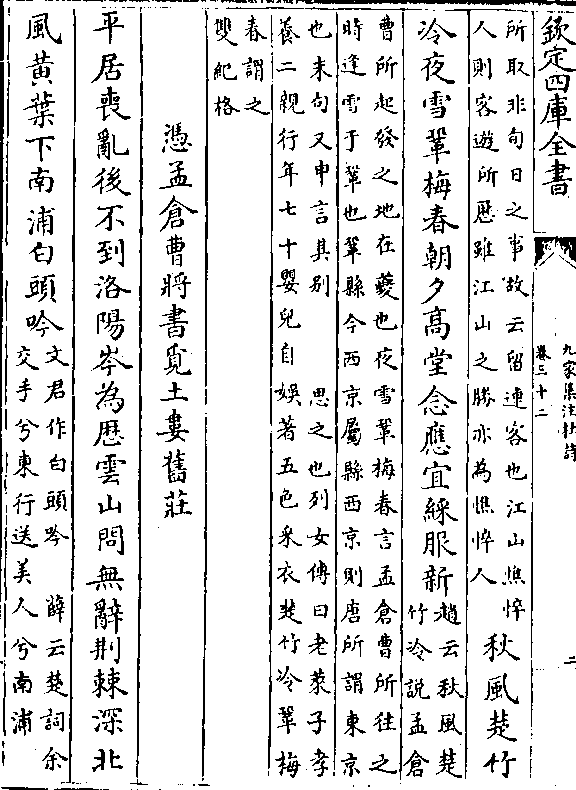 欽定四庫全書
九家集注杜詩
卷三十二
二
所取非旬日之事故云留連客也江山憔悴
人則客遊所歷雖江山之勝亦為憔悴人
秋風楚竹
冷夜雪鞏梅春朝夕高堂念應宜綵服新
趙云秋風楚
竹冷說孟倉
曹所起發之地在夔也夜雪鞏梅春言孟倉曹所往之
時逢雪于鞏也鞏縣今西京屬縣西京則唐所謂東京
也末句又申言其别 思之也列女傳曰老萊子孝
養二親行年七十嬰兒自娱著五色采衣楚竹冷鞏梅
春謂之
雙紀格
憑孟倉曹將書覓土婁舊莊
平居喪亂後不到洛陽岑為歴雲山問無辭荆棘深北
風黄葉下南浦白頭吟
文君作白頭吟 薛云楚詞余
交手兮東行送美人兮南浦